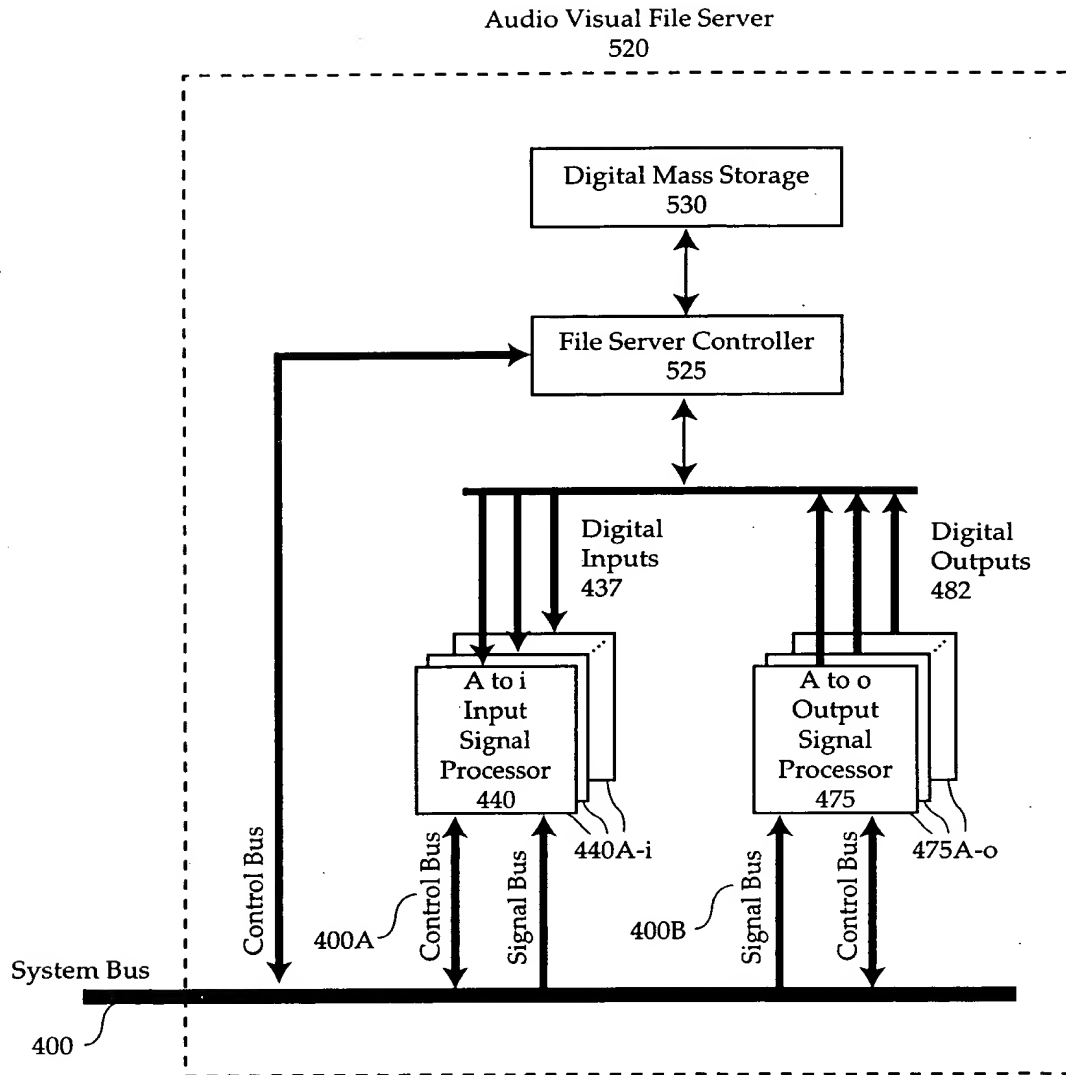 Audio Visual File Server
520
Digital Mass Storage
530
File Server Controller
525
Digital
Inputs
437
Digital
Outputs
482
A to i
Input
Signal
Processor
440
A to o
Output
Signal
Processor
475
440A-i
475A-o
Control Bus
400A
Control Bus
Signal Bus
400B
Signal Bus
Control Bus
System Bus
400